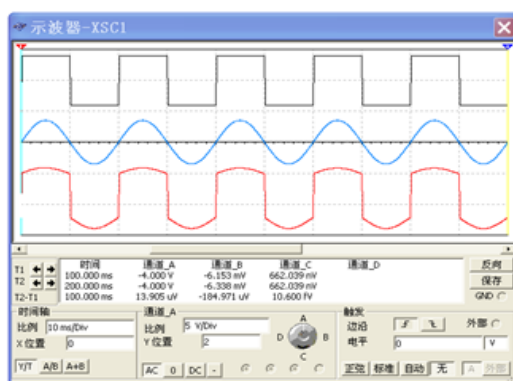 示波器-XSC1
时间 通道_A 通道_B 通道_C 通道_D
T1 100.000 ms -4.000 V -6.153 mV 662.039 mV
T2 200.000 ms -4.000 V -6.338 mV 662.039 mV
T2-T1 100.000 ms 13.905 uV -184.971 uV 10.600 fV
反向
保存
GND
时间轴
比例 10 ms/Div
X 位置 0
Y/T A/B A+B
通道_A
比例 5 V/Div
Y 位置 2
AC 0 DC -
A
B
C
D
触发
边沿
外部
电平 0 V
正弦 标准 自动 无 A 外部